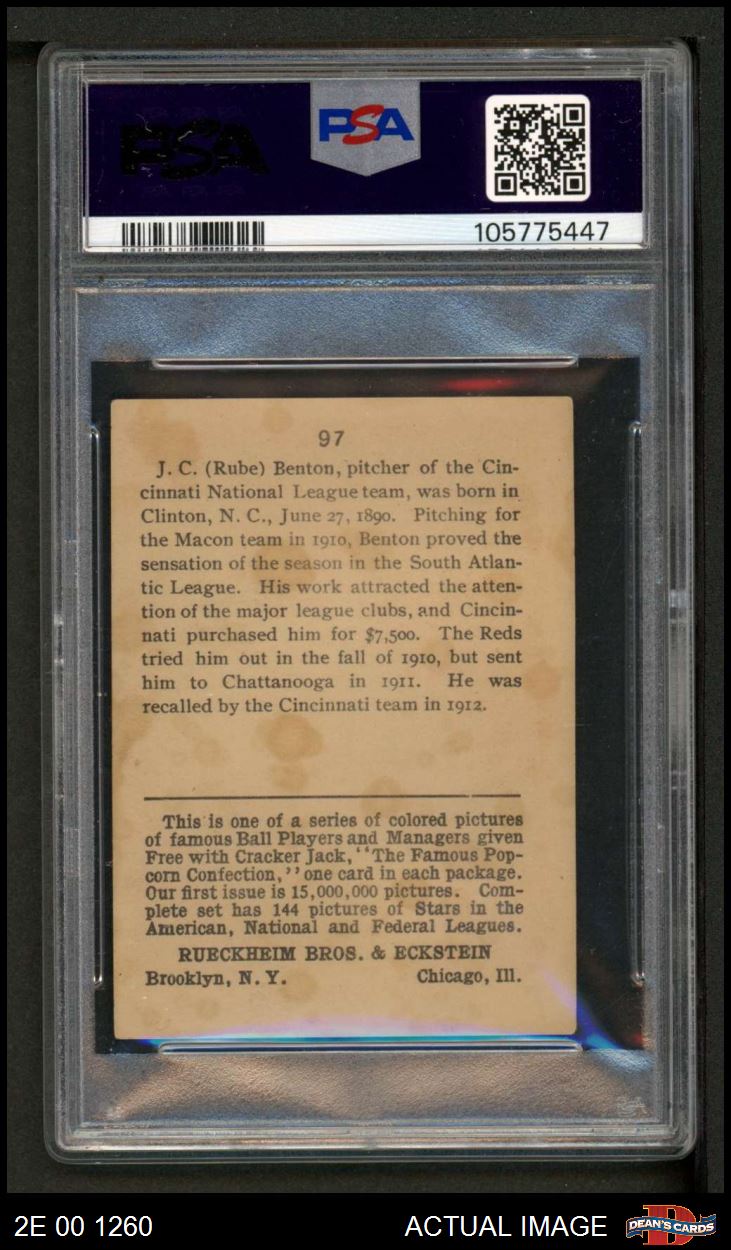 PSA
PSA
105775447
97
J. C. (Rube) Benton, pitcher of the Cin-
cinnati National League team, was born in
Clinton, N. C., June 27, 1890. Pitching for
the Macon team in 1910, Benton proved the
sensation of the season in the South Atlan-
tic League. His work attracted the atten-
tion of the major league clubs, and Cincin-
nati purchased him for $7,500. The Reds
tried him out in the fall of 1910, but sent
him to Chattanooga in 1911. He was
recalled by the Cincinnati team in 1912.
This is one of a series of colored pictures
of famous Ball Players and Managers given
Free with Cracker Jack, "The Famous Pop-
corn Confection," one card in each package.
Our first issue is 15,000,000 pictures. Com-
plete set has 144 pictures of Stars in the
American, National and Federal Leagues.
RUECKHEIM BROS. & ECKSTEIN
Brooklyn, N. Y. Chicago, Ill.
2E 00 1260 ACTUAL IMAGE DEAN'S CARDS